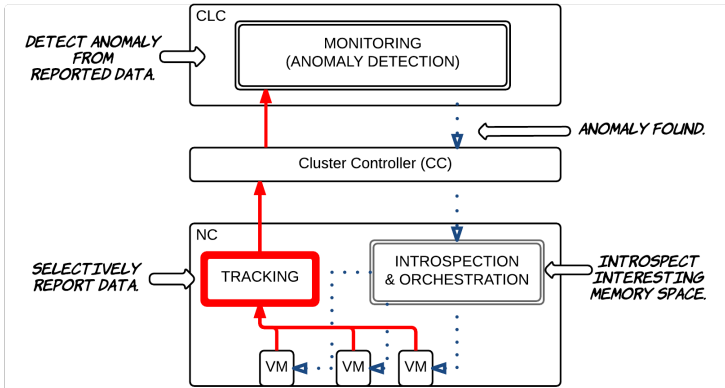 CLC
DETECT ANOMALY
FROM
REPORTED DATA.
MONITORING
(ANOMALY DETECTION)
ANOMALY FOUND.
Cluster Controller (CC)
NC
SELECTIVELY
REPORT DATA.
TRACKING
INTROSPECTION
& ORCHESTRATION
INTROSPECT
INTERESTING
MEMORY SPACE.
VM
VM
VM